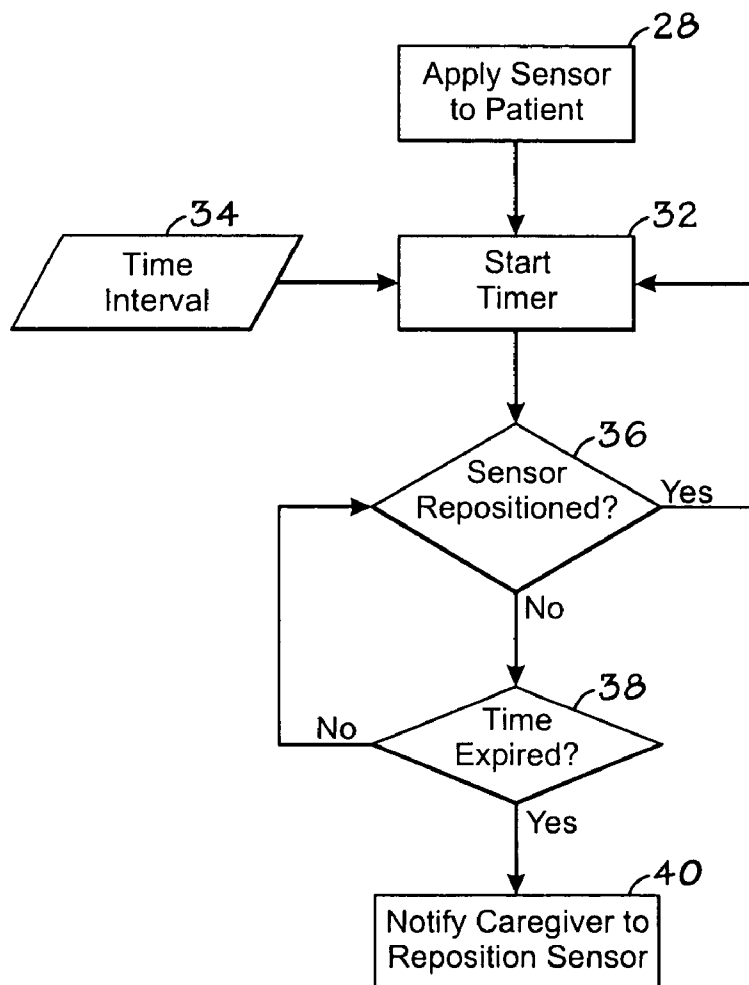 28
Apply Sensor
to Patient
34
Time
Interval
32
Start
Timer
36
Sensor
Repositioned?
Yes
No
38
Time
Expired?
No
Yes
40
Notify Caregiver to
Reposition Sensor